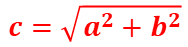 c = √(a² + b²)